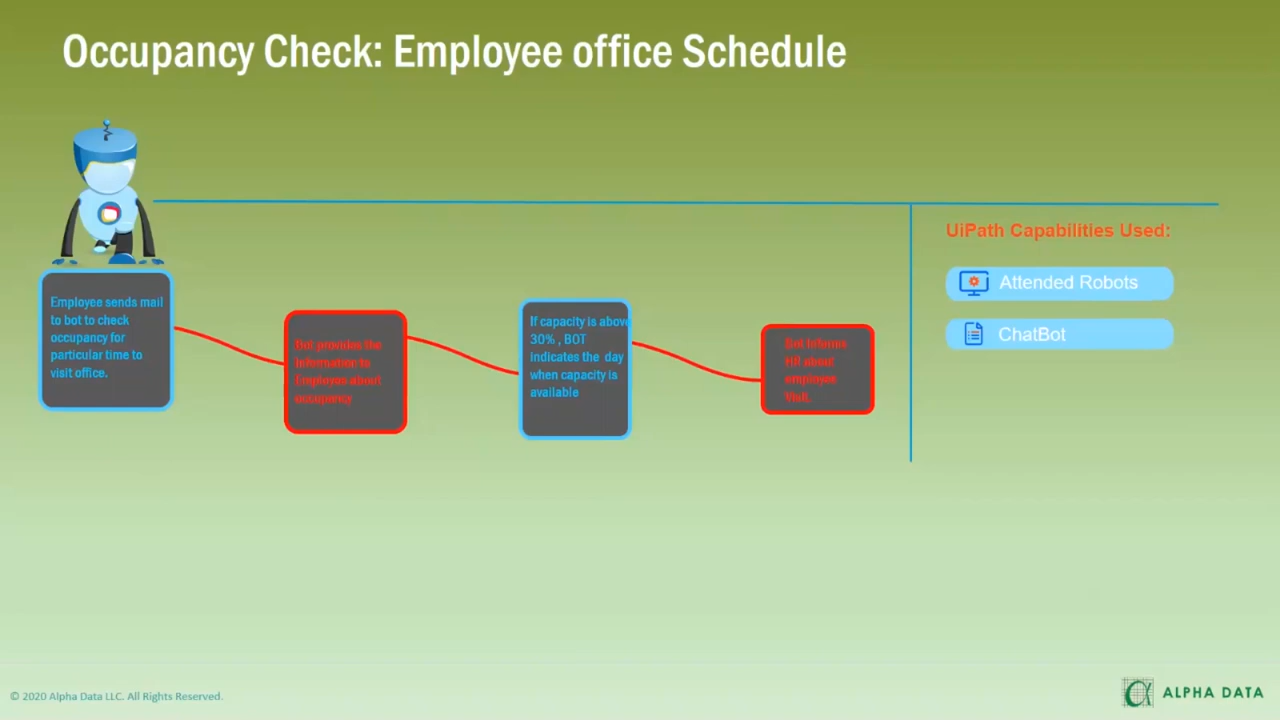 Occupancy Check: Employee office Schedule
Employee sends mail
to bot to check
occupancy for
particular time to
visit office.
Bot provides the
information to
Employee about
occupancy
If capacity is above
30% , BOT
indicates the day
when capacity is
available
Bot Informs
HR about
employee
Visit.
UiPath Capabilities Used:
Attended Robots
ChatBot
© 2020 Alpha Data LLC. All Rights Reserved.
ALPHA DATA